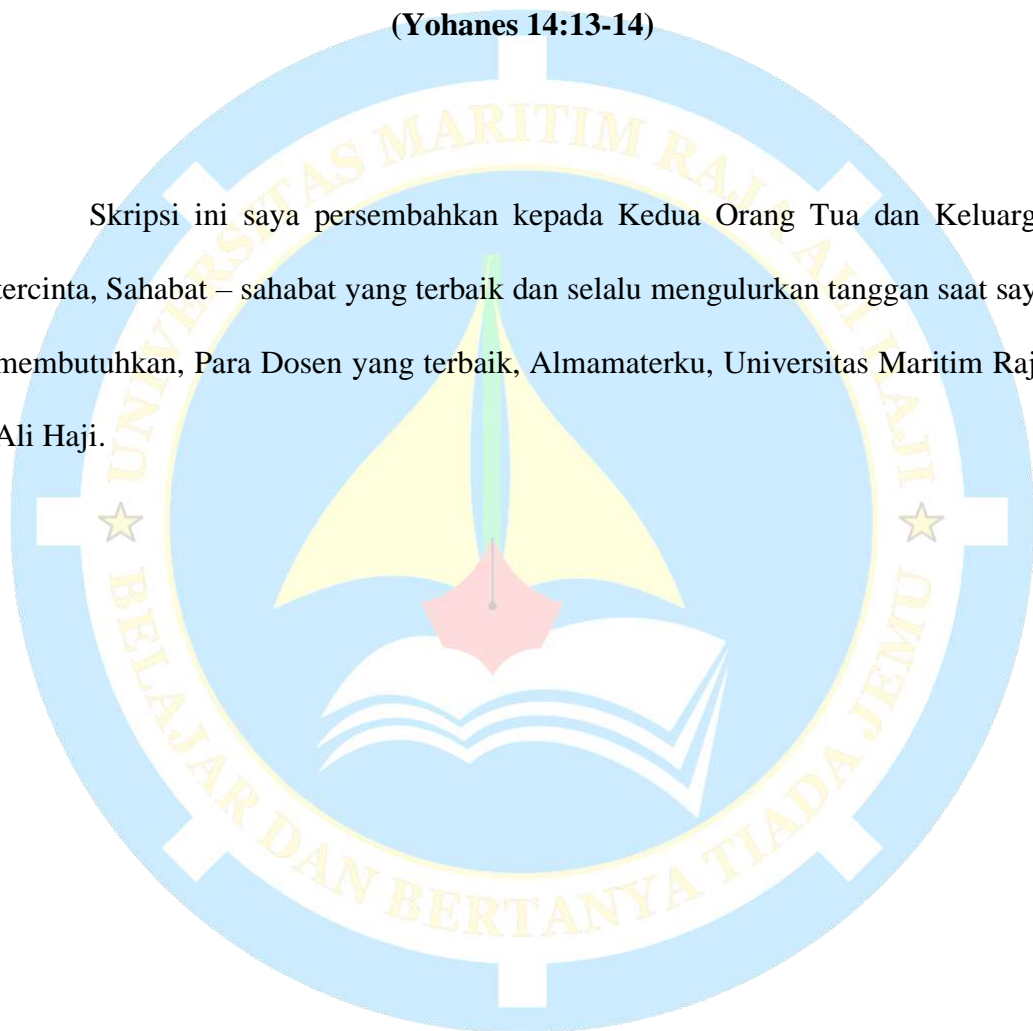 (Yohanes 14:13-14)
Skripsi ini saya persembahkan kepada Kedua Orang Tua dan Keluarg
tercinta, Sahabat – sahabat yang terbaik dan selalu mengulurkan tanggan saat say
membutuhkan, Para Dosen yang terbaik, Almamaterku, Universitas Maritim Raj
Ali Haji.
UNIVERSITAS MARITIM RAJA ALI HAJI
BELAJAR DAN BERTANYA TIADA JEMU